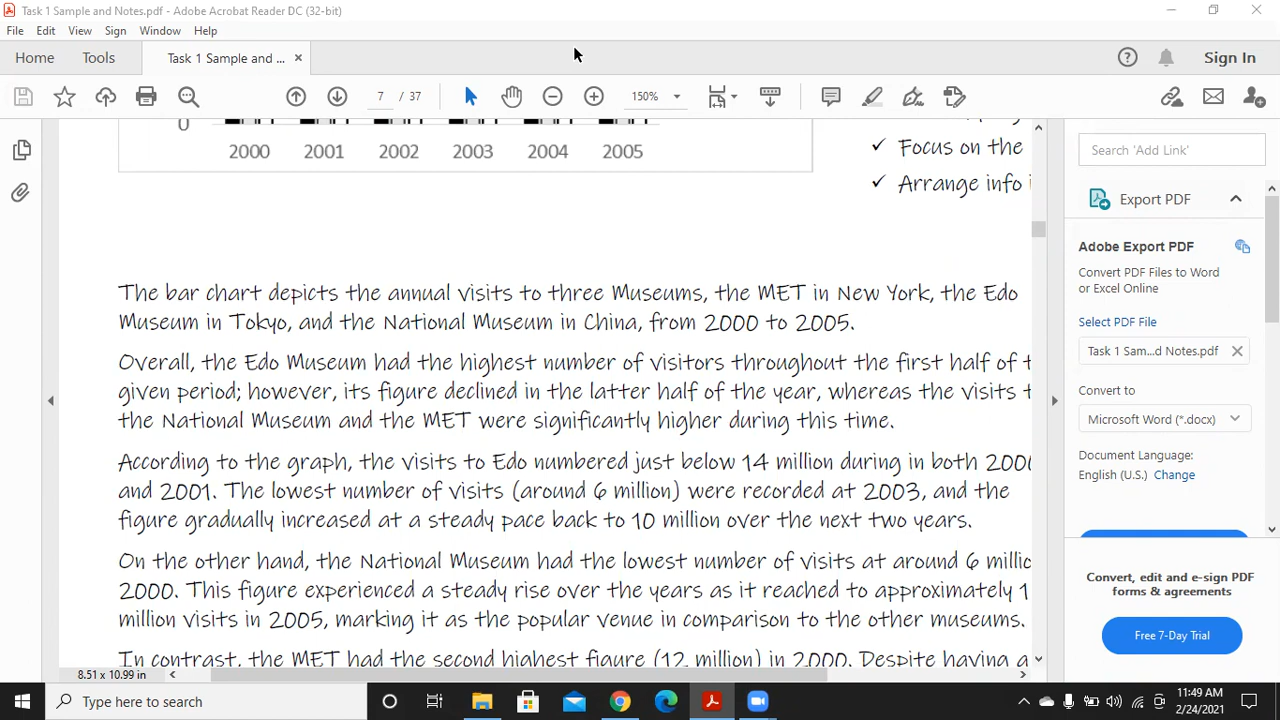 Task 1 Sample and Notes.pdf - Adobe Acrobat Reader DC (32-bit)
File Edit View Sign Window Help
Home Tools Task 1 Sample and ... × Sign In
7 / 37 150%
0
2000 2001 2002 2003 2004 2005
✓ Focus on the
✓ Arrange info
The bar chart depicts the annual visits to three Museums, the MET in New York, the Edo
Museum in Tokyo, and the National Museum in China, from 2000 to 2005.
Overall, the Edo Museum had the highest number of visitors throughout the first half of t
given period; however, its figure declined in the latter half of the year, whereas the visits t
the National Museum and the MET were significantly higher during this time.
According to the graph, the visits to Edo numbered just below 14 million during in both 200
and 2001. The lowest number of visits (around 6 million) were recorded at 2003, and the
figure gradually increased at a steady pace back to 10 million over the next two years.
On the other hand, the National Museum had the lowest number of visits at around 6 millio
2000. This figure experienced a steady rise over the years as it reached to approximately 1
million visits in 2005, marking it as the popular venue in comparison to the other museums.
In contrast, the MET had the second highest figure (12 million) in 2000. Despite having a
8.51 x 10.99 in
Search 'Add Link'
Export PDF
Adobe Export PDF
Convert PDF Files to Word
or Excel Online
Select PDF File
Task 1 Sam...d Notes.pdf
Convert to
Microsoft Word (*.docx)
Document Language:
English (U.S.) Change
Convert, edit and e-sign PDF
forms & agreements
Free 7-Day Trial
Type here to search
11:49 AM
2/24/2021